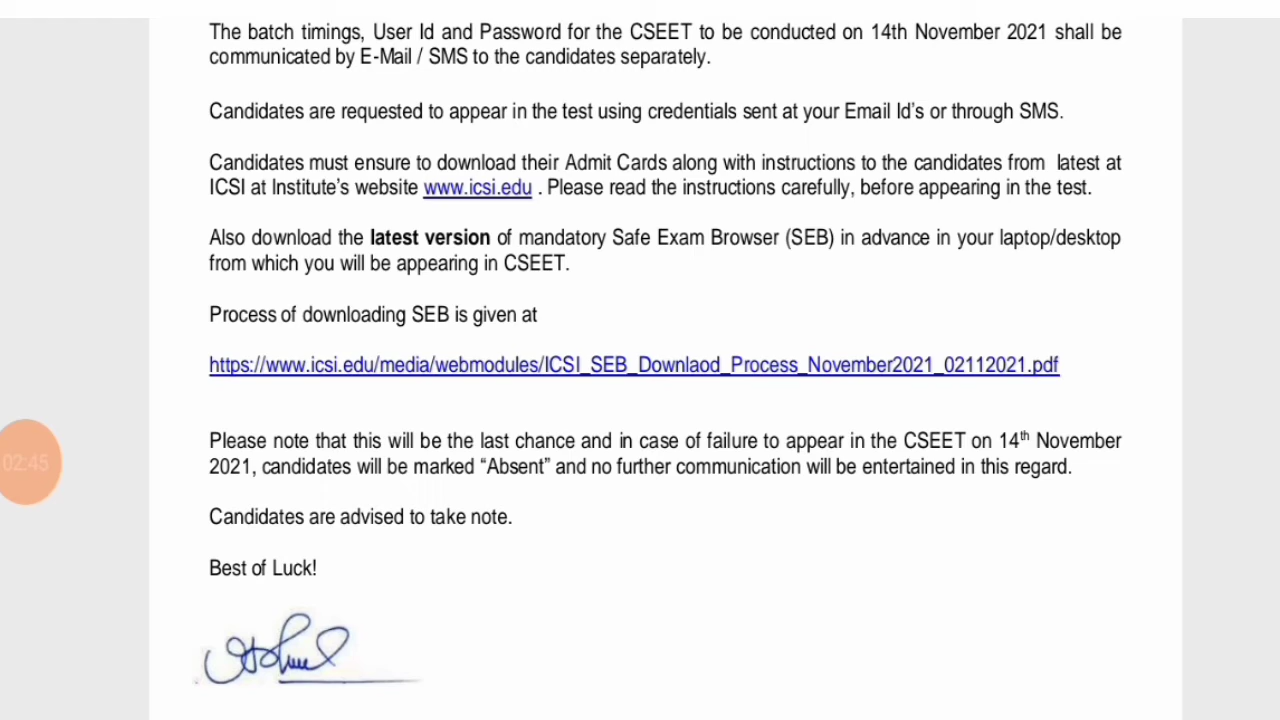 The batch timings, User Id and Password for the CSEET to be conducted on 14th November 2021 shall be
communicated by E-Mail / SMS to the candidates separately.
Candidates are requested to appear in the test using credentials sent at your Email Id's or through SMS.
Candidates must ensure to download their Admit Cards along with instructions to the candidates from latest at
ICSI at Institute's website www.icsi.edu . Please read the instructions carefully, before appearing in the test.
Also download the latest version of mandatory Safe Exam Browser (SEB) in advance in your laptop/desktop
from which you will be appearing in CSEET.
Process of downloading SEB is given at
https://www.icsi.edu/media/webmodules/ICSI_SEB_Downlaod_Process_November2021_02112021.pdf
Please note that this will be the last chance and in case of failure to appear in the CSEET on 14th November
02:45
2021, candidates will be marked “Absent” and no further communication will be entertained in this regard.
Candidates are advised to take note.
Best of Luck!